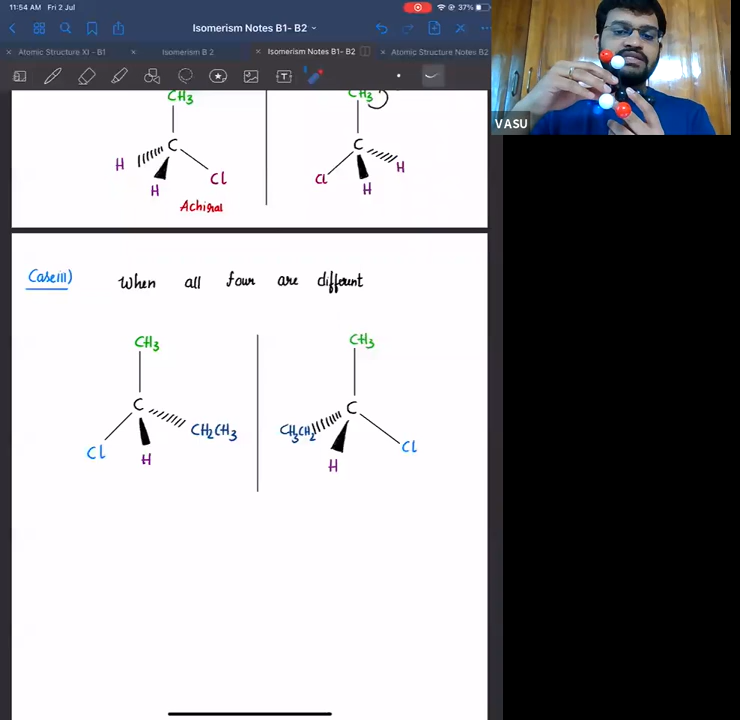 11:54 AM Fri 2 Jul
37%
Isomerism Notes B1- B2
Atomic Structure XI - B1
Isomerism B 2
Isomerism Notes B1- B2
Atomic Structure Notes B2
VASU
CH3
CH3
C
C
H
H
Cl
Cl
H
H
Achiral
Case iii)
When all four are different
CH3
CH3
C
C
CH2CH3
CH3CH2
Cl
Cl
H
H